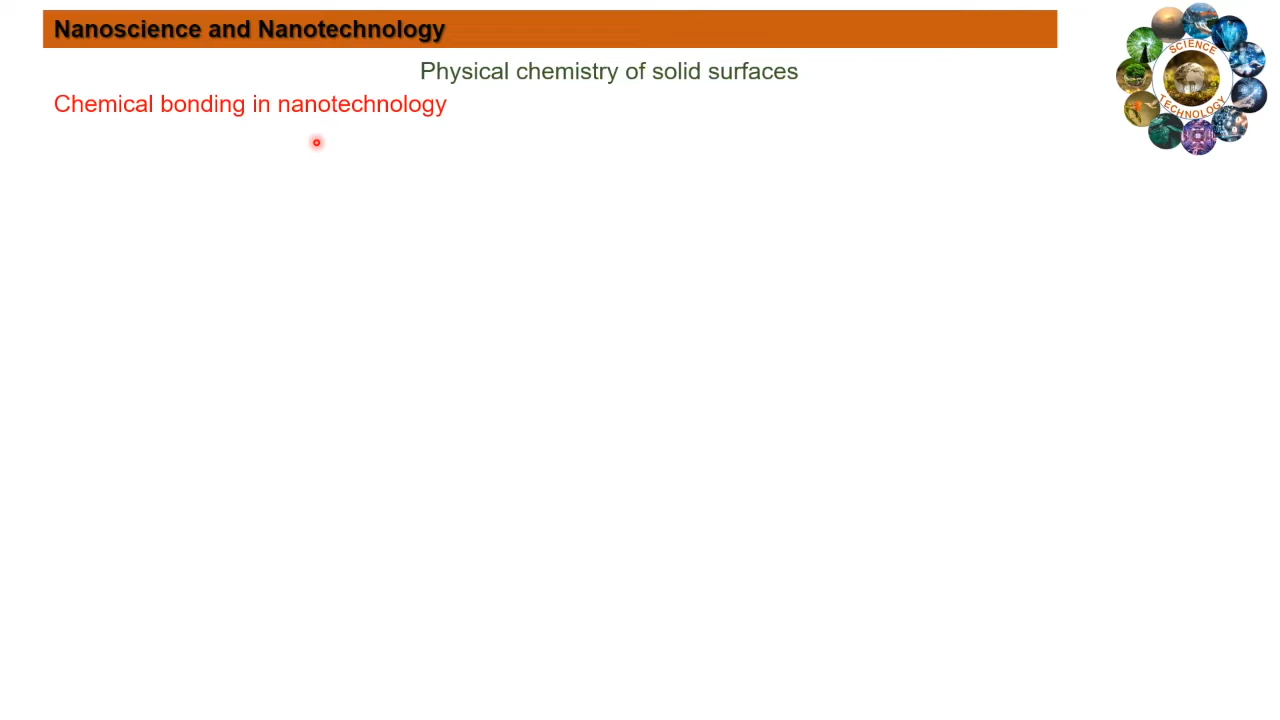 Nanoscience and Nanotechnology
Physical chemistry of solid surfaces
Chemical bonding in nanotechnology
SCIENCE
TECHNOLOGY